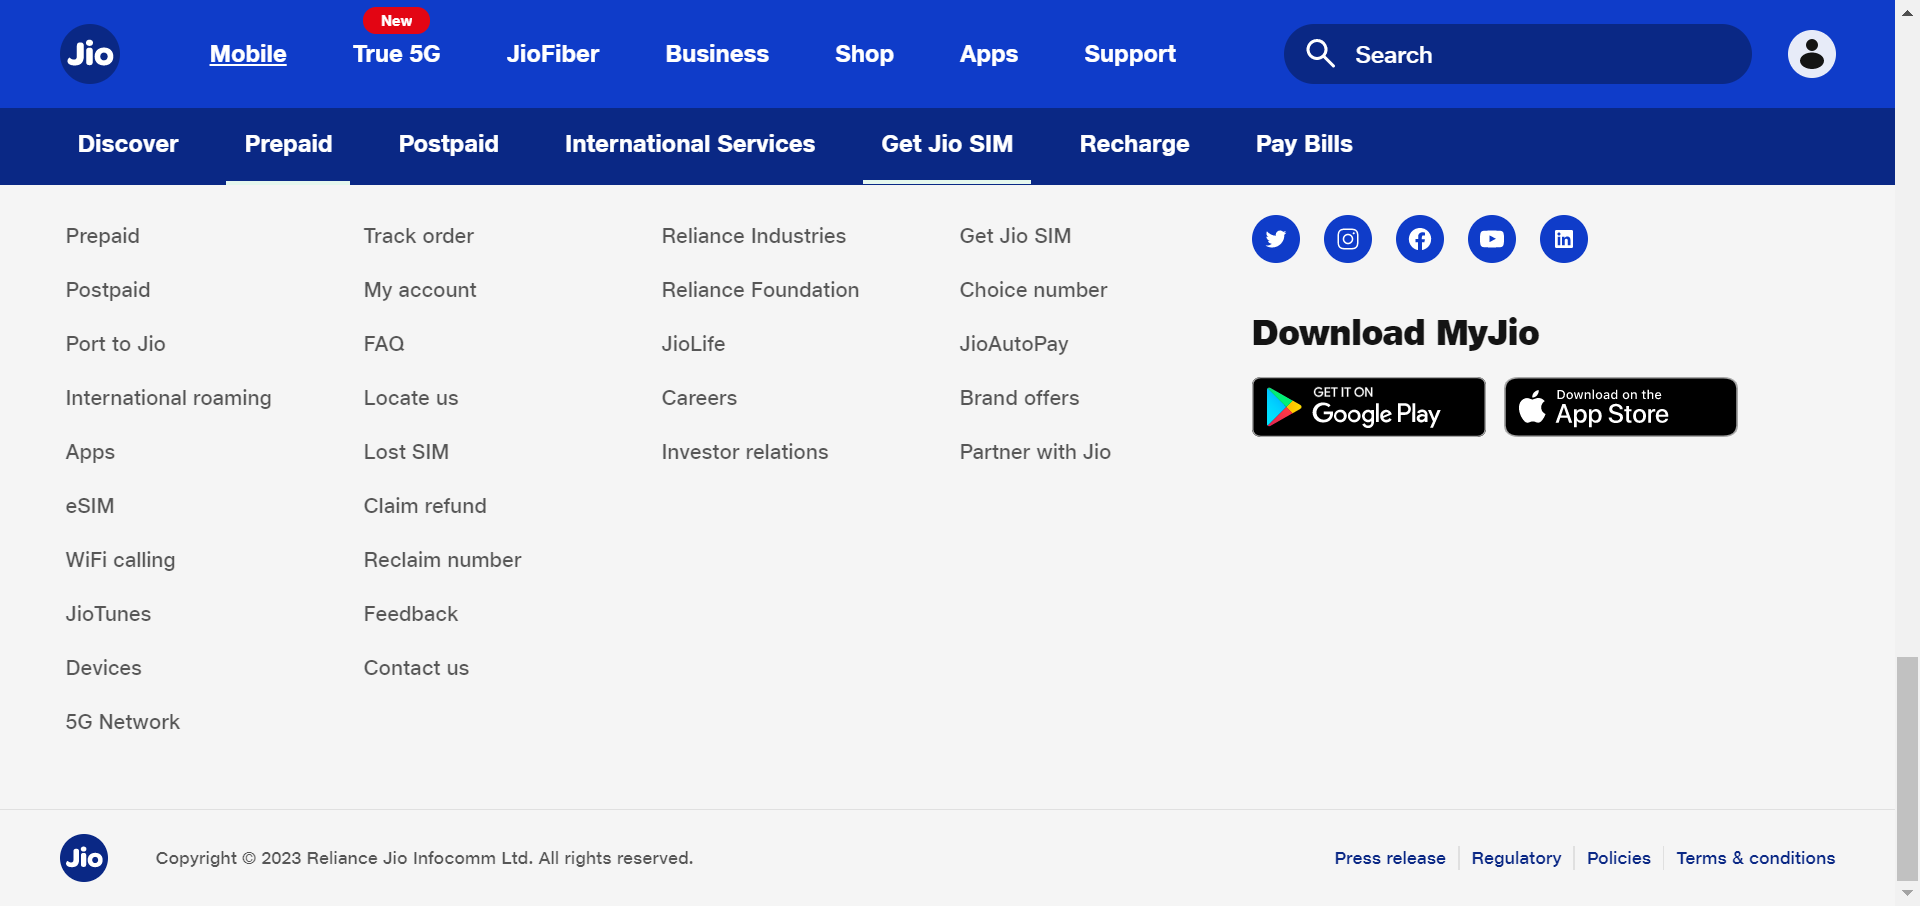 Jio
Mobile
New
True 5G
JioFiber
Business
Shop
Apps
Support
Search
Discover
Prepaid
Postpaid
International Services
Get Jio SIM
Recharge
Pay Bills
Prepaid
Postpaid
Port to Jio
International roaming
Apps
eSIM
WiFi calling
JioTunes
Devices
5G Network
Track order
My account
FAQ
Locate us
Lost SIM
Claim refund
Reclaim number
Feedback
Contact us
Reliance Industries
Reliance Foundation
JioLife
Careers
Investor relations
Get Jio SIM
Choice number
JioAutoPay
Brand offers
Partner with Jio
Download MyJio
GET IT ON
Google Play
Download on the
App Store
Jio
Copyright © 2023 Reliance Jio Infocomm Ltd. All rights reserved.
Press release
Regulatory
Policies
Terms & conditions